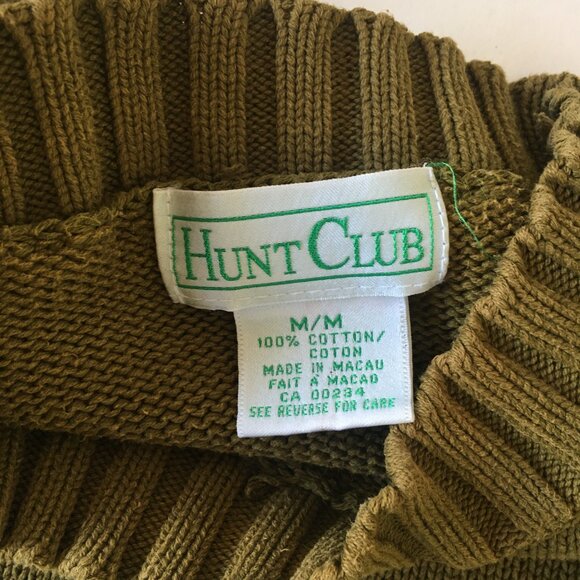 HUNT CLUB
M/M
100% COTTON/
COTON
MADE IN MACAU
FAIT À MACAO
CA 00234
SEE REVERSE FOR CARE